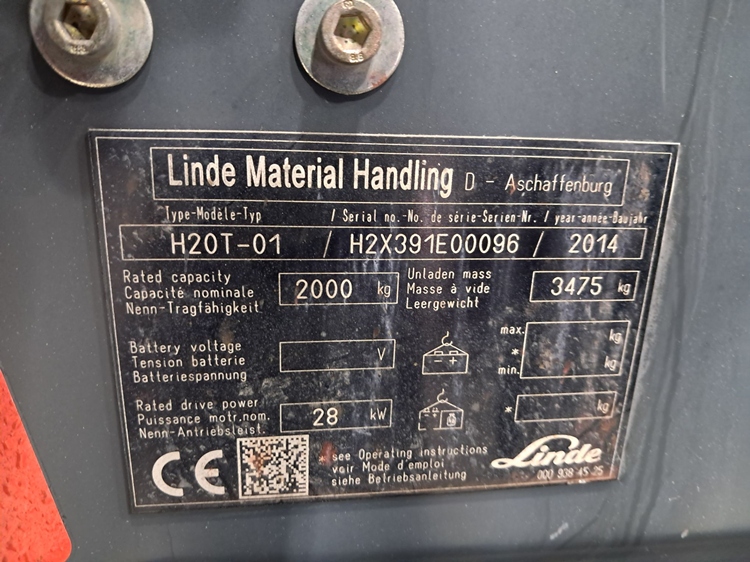 Linde Material Handling D - Aschaffenburg
Type-Modèle-Typ / Serial no.-No. de série-Serien-Nr. / year-année-Baujahr
H20T-01 / H2X391E00096 / 2014
Rated capacity
Capacité nominale
Nenn-Tragfähigkeit
2000 kg
Unladen mass
Masse à vide
Leergewicht
3475 kg
Battery voltage
Tension batterie
Batteriespannung
V
- +
max. kg
*
min. kg
Rated drive power
Puissance motr.nom.
Nenn-Antriebsleist.
28 kW
* kg
CE
* see Operating instructions
voir Mode d'emploi
siehe Betriebsanleitung
Linde
000 938 45 25